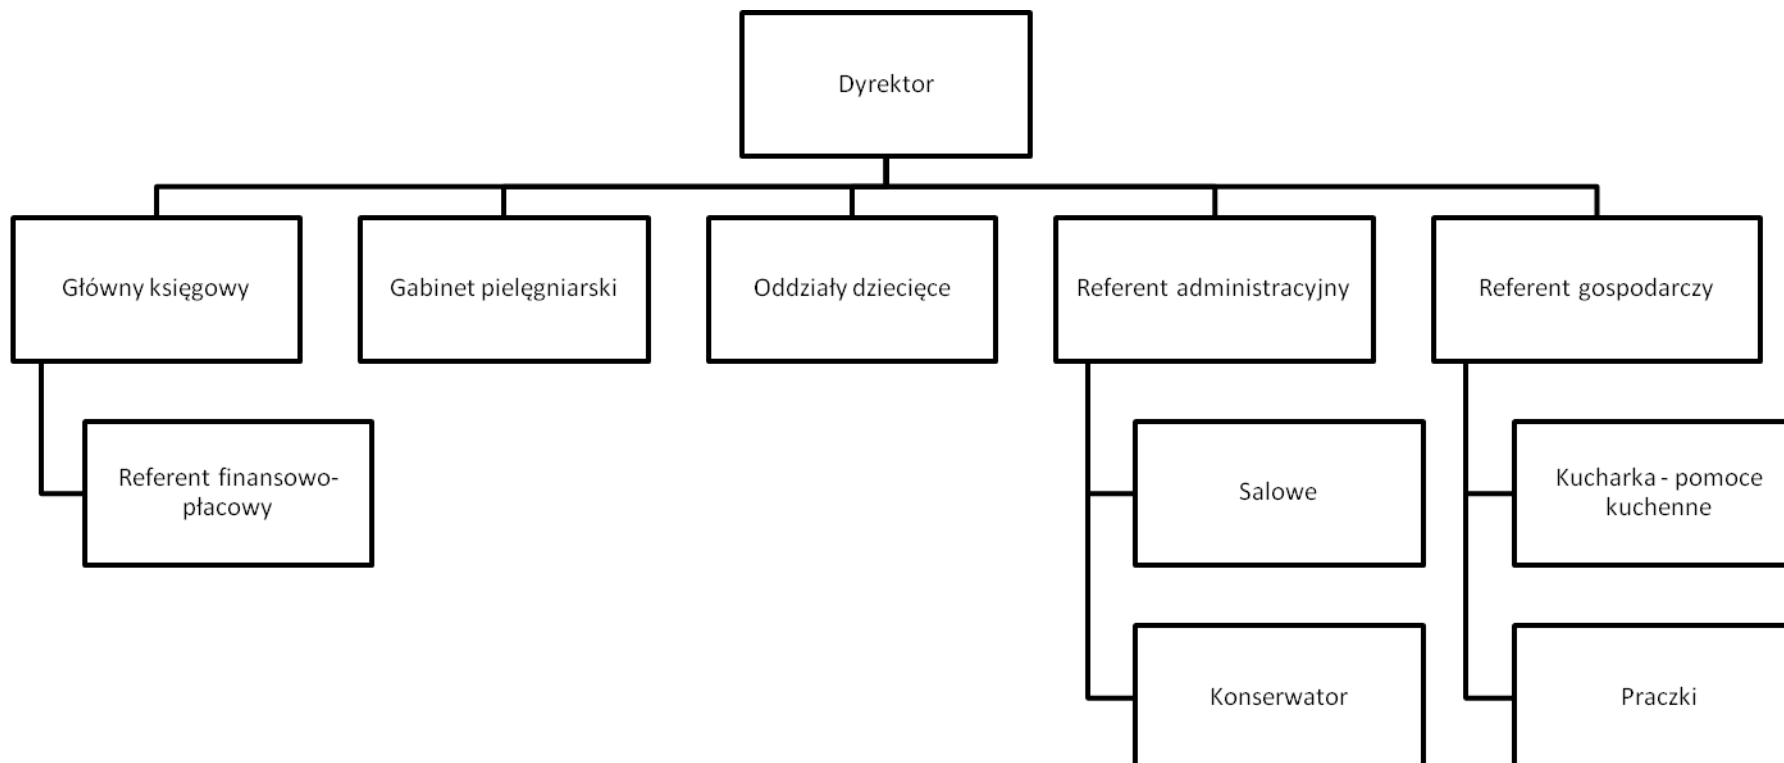 Dyrektor
Główny księgowy
Gabinet pielęgniarski
Oddziały dziecięce
Referent administracyjny
Referent gospodarczy
Referent finansowo-
płacowy
Salowe
Kucharka - pomoce
kuchenne
Konserwator
Praczki